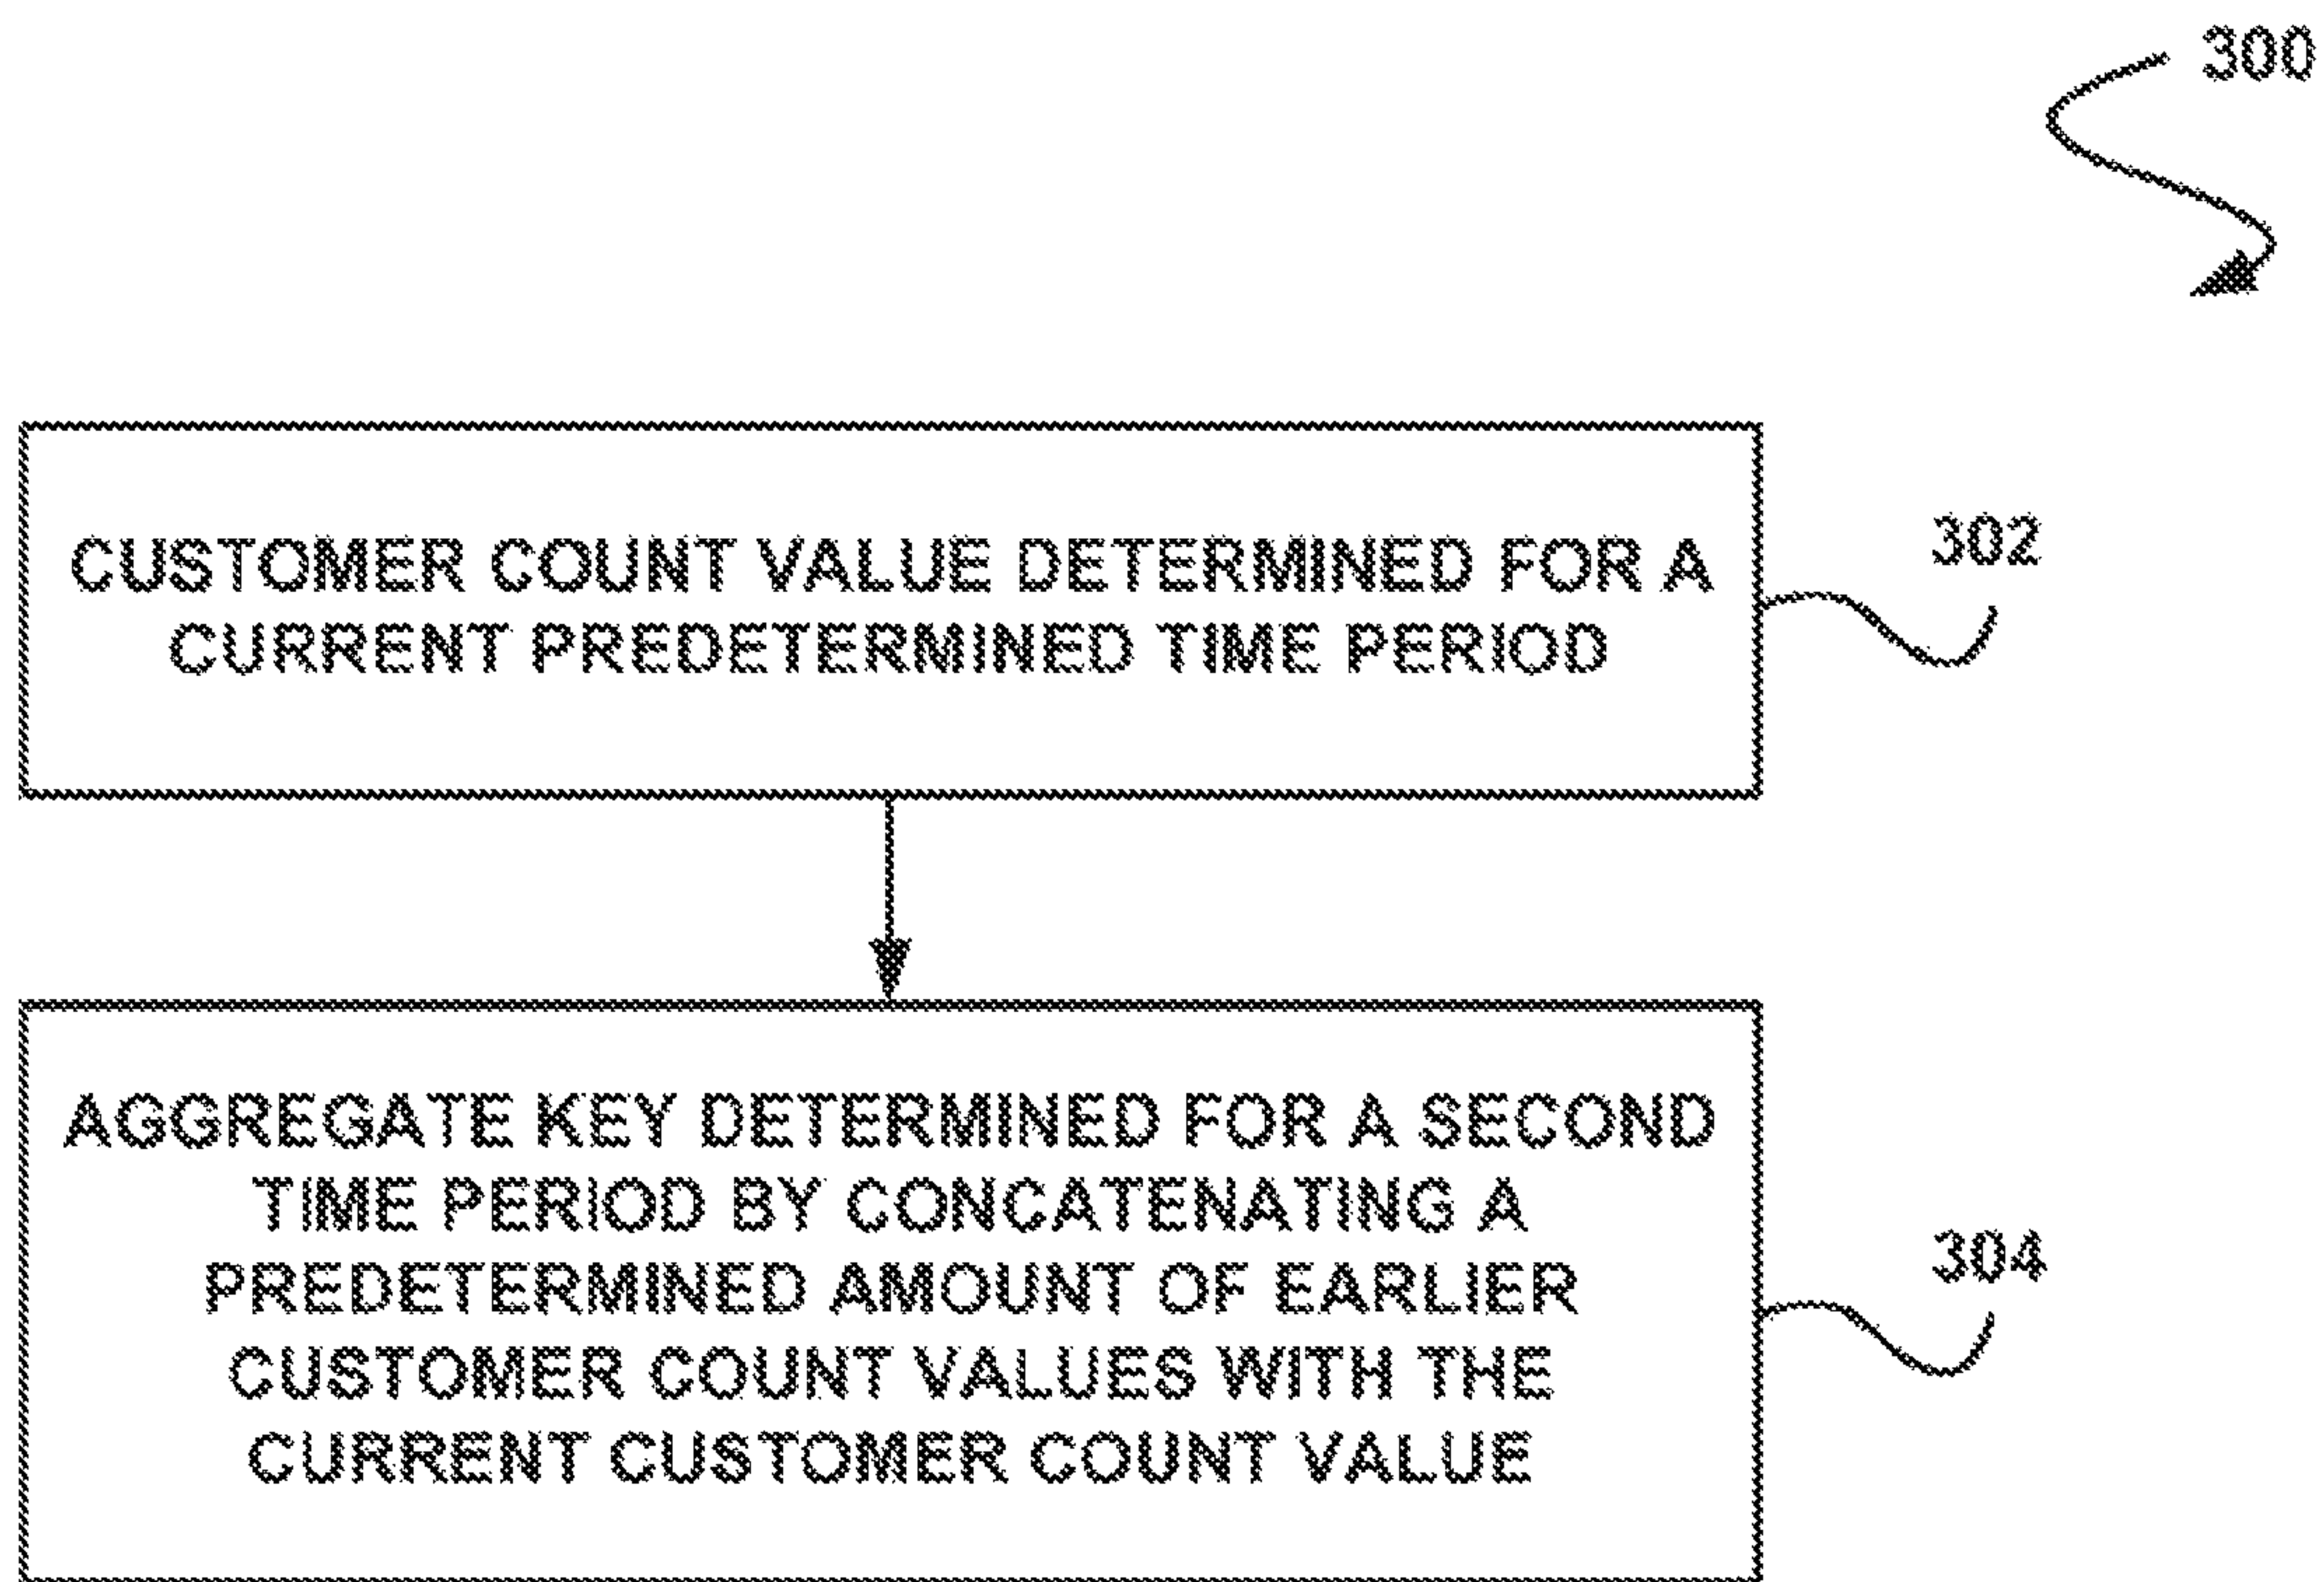 300
CUSTOMER COUNT VALUE DETERMINED FOR A
CURRENT PREDETERMINED TIME PERIOD
302
AGGREGATE KEY DETERMINED FOR A SECOND
TIME PERIOD BY CONCATENATING A
PREDETERMINED AMOUNT OF EARLIER
CUSTOMER COUNT VALUES WITH THE
CURRENT CUSTOMER COUNT VALUE
304